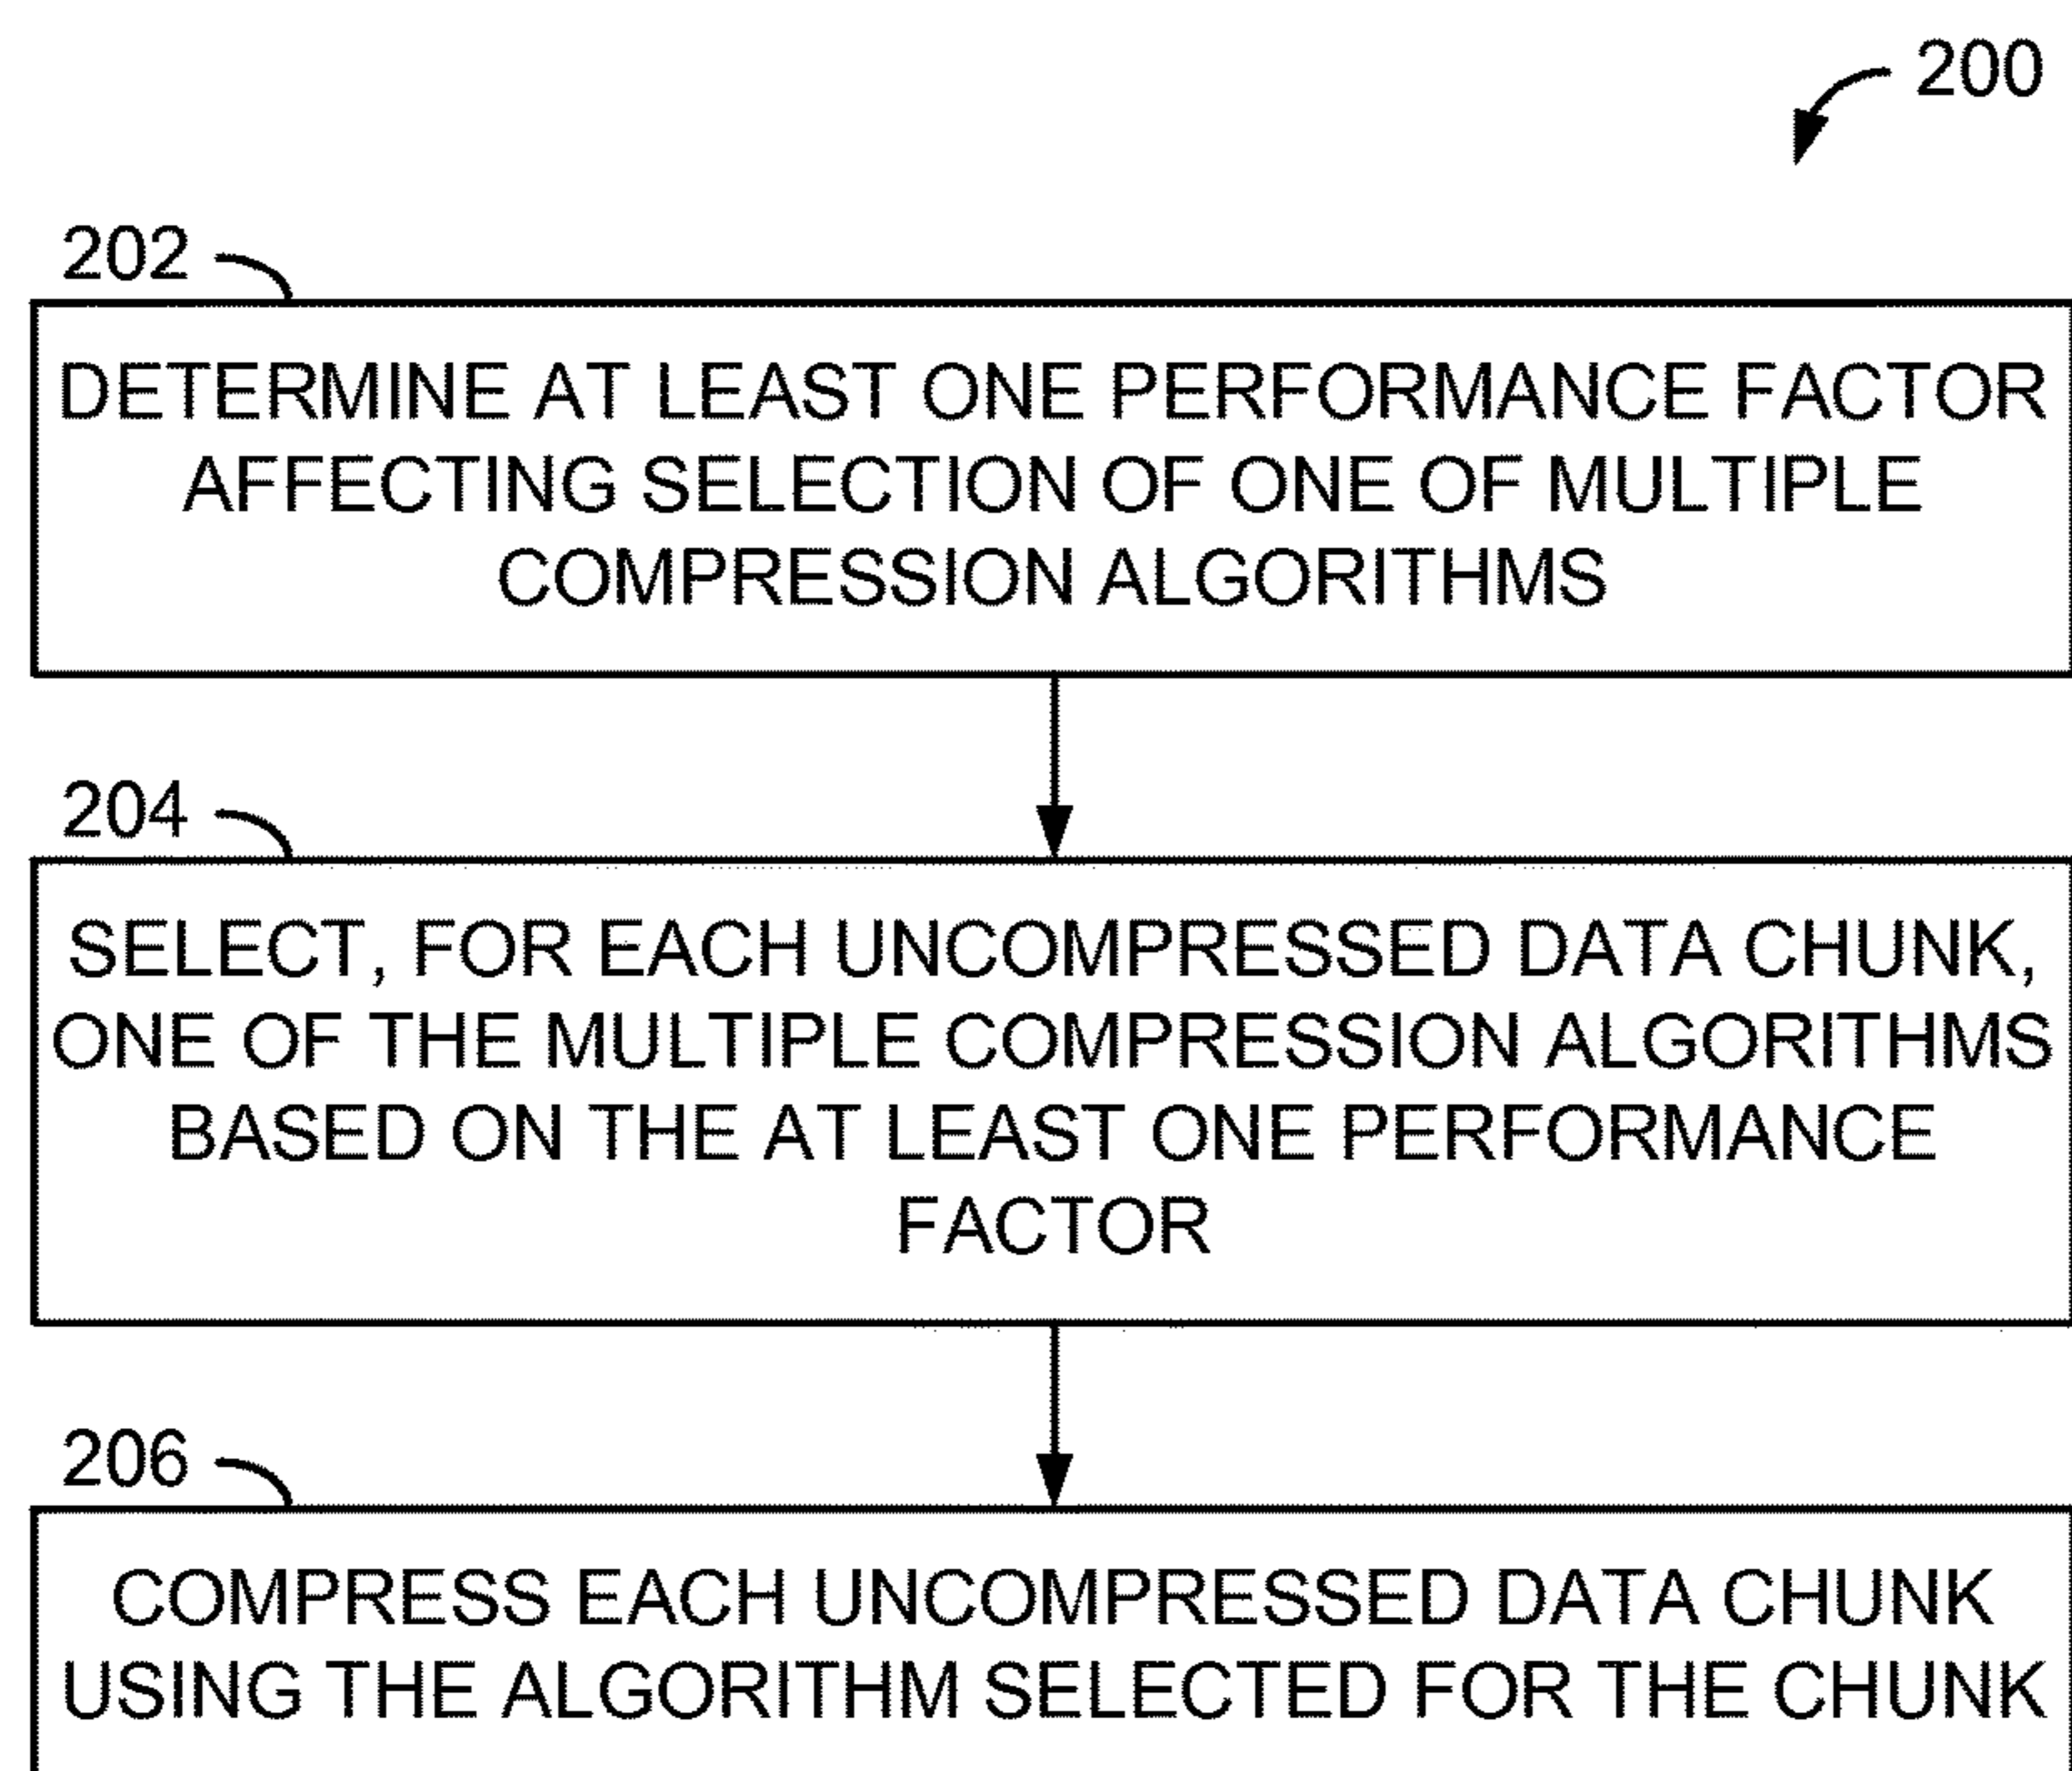 200
202
DETERMINE AT LEAST ONE PERFORMANCE FACTOR
AFFECTING SELECTION OF ONE OF MULTIPLE
COMPRESSION ALGORITHMS
204
SELECT, FOR EACH UNCOMPRESSED DATA CHUNK,
ONE OF THE MULTIPLE COMPRESSION ALGORITHMS
BASED ON THE AT LEAST ONE PERFORMANCE
FACTOR
206
COMPRESS EACH UNCOMPRESSED DATA CHUNK
USING THE ALGORITHM SELECTED FOR THE CHUNK